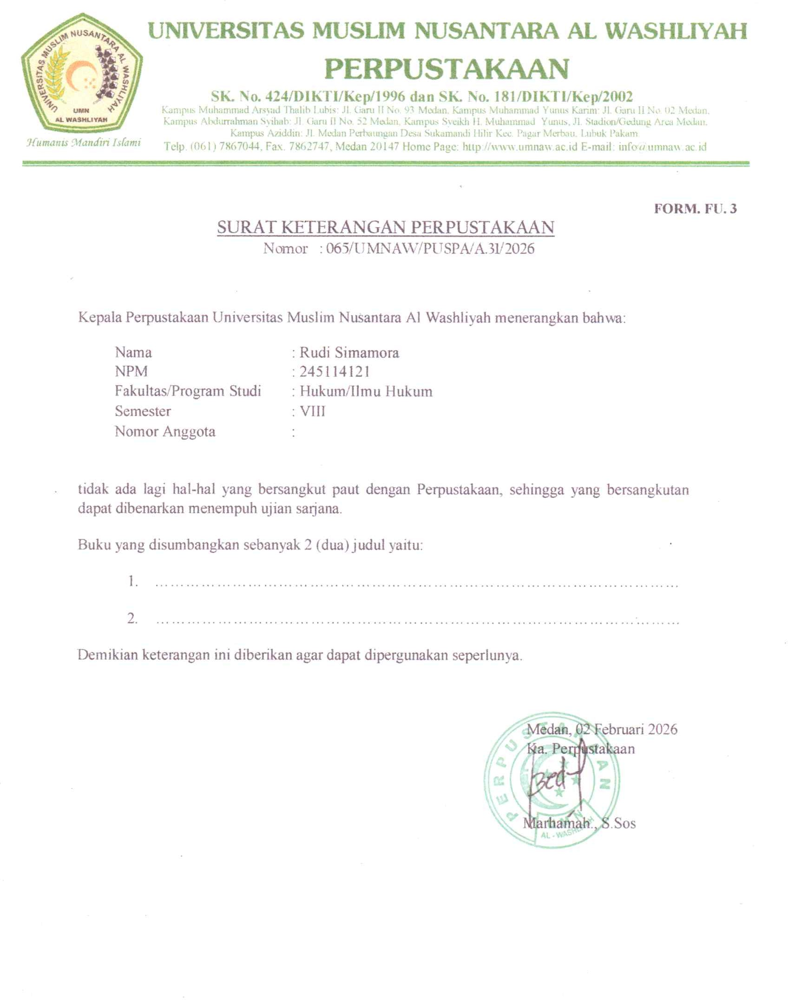 UNIVERSITAS MUSLIM NUSANTARA AL WASHLIYAH
UMN
AL WASHLIYAH
Humanis Mandiri Islami
UNIVERSITAS MUSLIM NUSANTARA AL WASHLIYAH
PERPUSTAKAAN
SK. No. 424/DIKTI/Kep/1996 dan SK. No. 181/DIKTI/Kep/2002
Kampus Muhammad Arsyad Thalib Lubis: Jl. Garu II No. 93 Medan, Kampus Muhammad Yunus Karim: Jl. Garu II No. 02 Medan,
Kampus Abdurrahman Syihab: Jl. Garu II No. 52 Medan, Kampus Syeikh H. Muhammad Yunus, Jl. Stadion/Gedung Arca Medan,
Kampus Aziddin: Jl. Medan Perbaungan Desa Sukamandi Hilir Kec. Pagar Merbau, Lubuk Pakam
Telp. (061) 7867044, Fax. 7862747, Medan 20147 Home Page: http://www.umnaw.ac.id E-mail: info@umnaw.ac.id
FORM. FU. 3
SURAT KETERANGAN PERPUSTAKAAN
Nomor : 065/UMNAW/PUSPA/A.31/2026
Kepala Perpustakaan Universitas Muslim Nusantara Al Washliyah menerangkan bahwa:
Nama : Rudi Simamora
NPM : 245114121
Fakultas/Program Studi : Hukum/Ilmu Hukum
Semester : VIII
Nomor Anggota :
tidak ada lagi hal-hal yang bersangkut paut dengan Perpustakaan, sehingga yang bersangkutan
dapat dibenarkan menempuh ujian sarjana.
Buku yang disumbangkan sebanyak 2 (dua) judul yaitu:
1. ........................................................................................................
2. ........................................................................................................
Demikian keterangan ini diberikan agar dapat dipergunakan seperlunya.
Medan, 02 Februari 2026
Ka. Perpustakaan
PERPUSTAKAAN
UMN
AL - WASHLIYAH
Marhamah., S.Sos